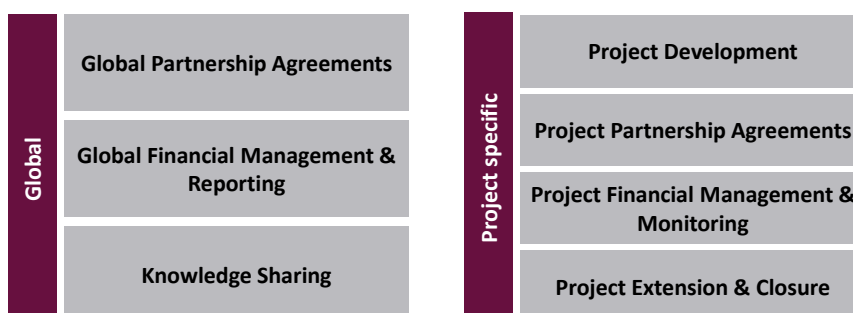 Global
Global Partnership Agreements
Global Financial Management &
Reporting
Knowledge Sharing
Project specific
Project Development
Project Partnership Agreements
Project Financial Management &
Monitoring
Project Extension & Closure